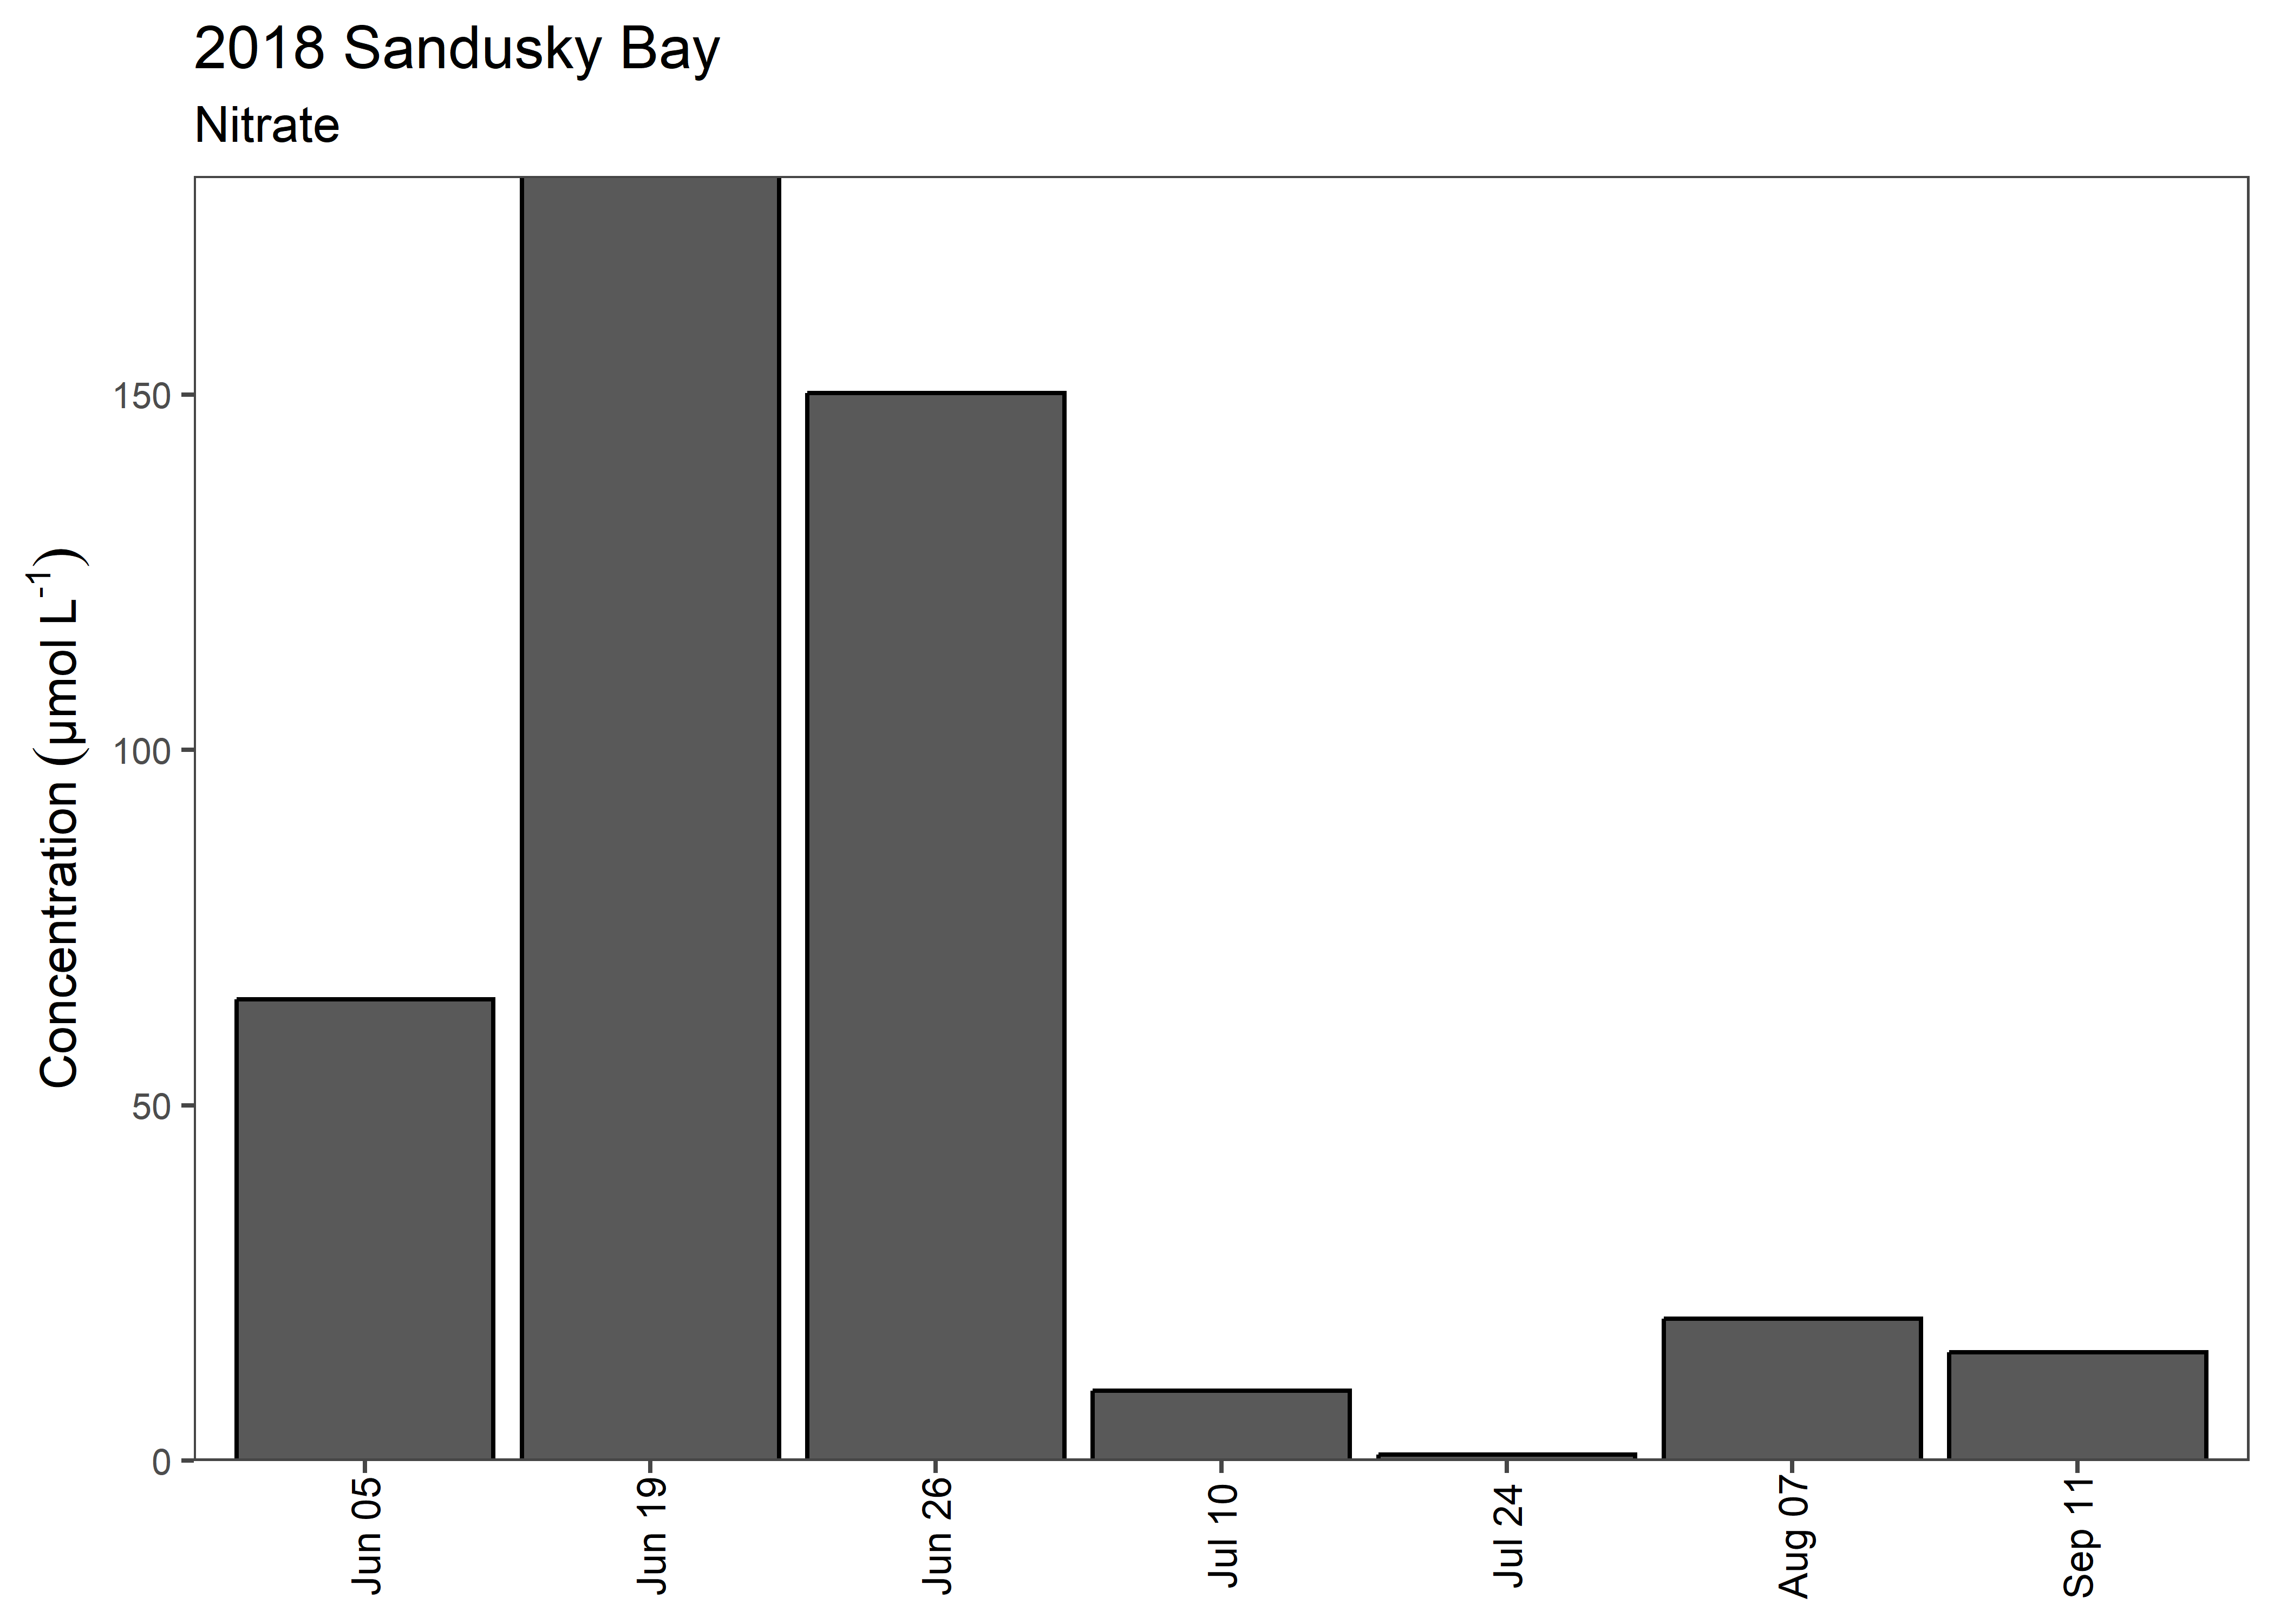 2018 Sandusky Bay
Nitrate
Concentration (µmol L⁻¹)
150
100
50
0
Jun 05
Jun 19
Jun 26
Jul 10
Jul 24
Aug 07
Sep 11